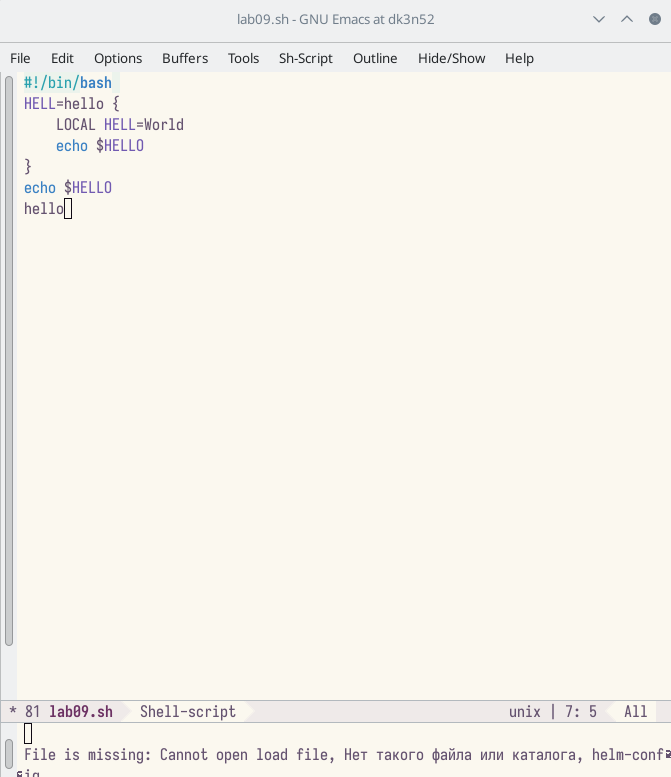 lab09.sh - GNU Emacs at dk3n52
File Edit Options Buffers Tools Sh-Script Outline Hide/Show Help
#!/bin/bash
HELL=hello {
    LOCAL HELL=World
    echo $HELLO
}
echo $HELLO
hello
* 81 lab09.sh Shell-script unix | 7: 5 All
File is missing: Cannot open load file, Нет такого файла или каталога, helm-conf
ig